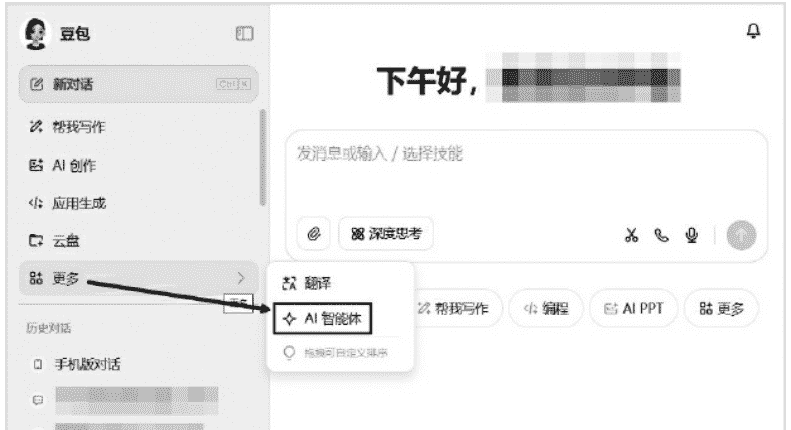 豆包
新对话
Ctrl K
帮我写作
AI 创作
应用生成
云盘
更多
更多
历史对话
手机版对话
下午好,
发消息或输入 / 选择技能
深度思考
翻译
AI 智能体
拖拽可自定义排序
帮我写作
编程
AI PPT
更多